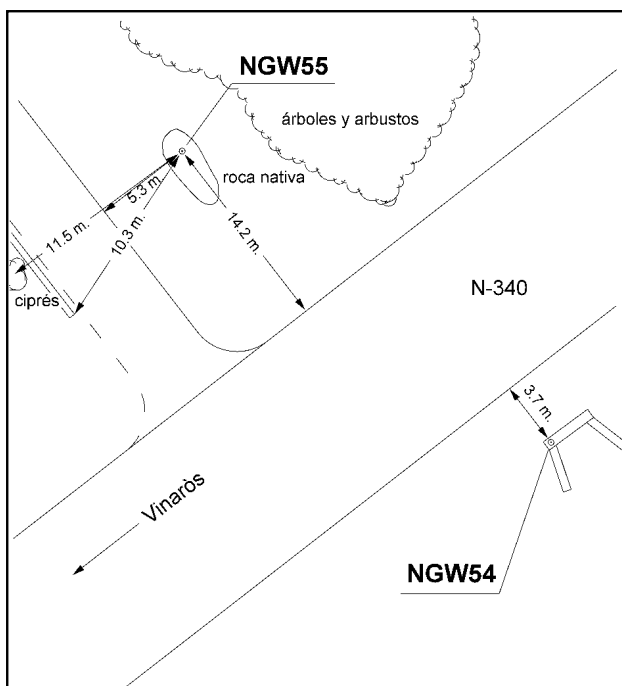 NGW55
árboles y arbustos
roca nativa
5.3 m.
11.5 m.
10.3 m.
14.2 m.
ciprés
N-340
3.7 m.
Vinaròs
NGW54